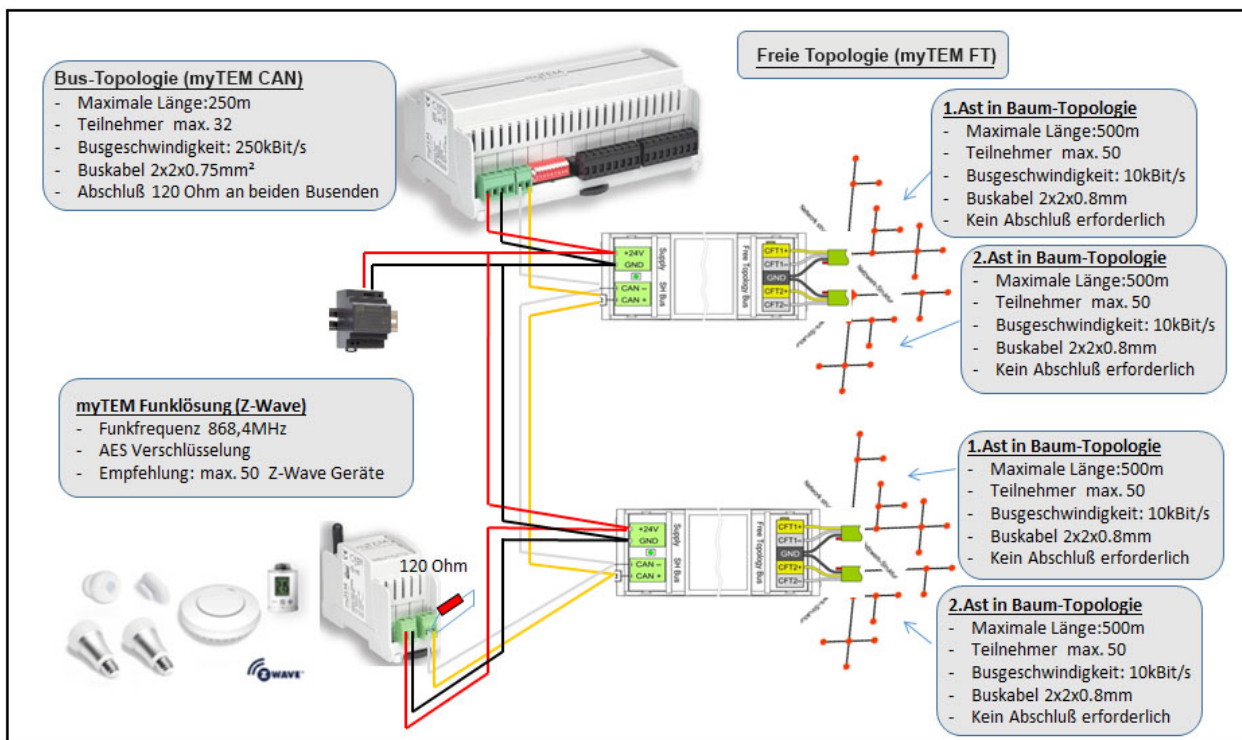 Bus-Topologie (myTEM CAN)
- Maximale Länge:250m
- Teilnehmer max. 32
- Busgeschwindigkeit: 250kBit/s
- Buskabel 2x2x0.75mm²
- Abschluß 120 Ohm an beiden Busenden
Freie Topologie (myTEM FT)
1.Ast in Baum-Topologie
- Maximale Länge:500m
- Teilnehmer max. 50
- Busgeschwindigkeit: 10kBit/s
- Buskabel 2x2x0.8mm
- Kein Abschluß erforderlich
2.Ast in Baum-Topologie
- Maximale Länge:500m
- Teilnehmer max. 50
- Busgeschwindigkeit: 10kBit/s
- Buskabel 2x2x0.8mm
- Kein Abschluß erforderlich
+24V
GND
CAN –
CAN +
Supply
SH Bus
Free Topology Bus
CFT1+
CFT1–
GND
CFT2+
CFT2–
myTEM Funklösung (Z-Wave)
- Funkfrequenz 868,4MHz
- AES Verschlüsselung
- Empfehlung: max. 50 Z-Wave Geräte
120 Ohm
Z WAVE
+24V
GND
CAN –
CAN +
Supply
SH Bus
Free Topology Bus
CFT1+
CFT1–
GND
CFT2+
CFT2–
1.Ast in Baum-Topologie
- Maximale Länge:500m
- Teilnehmer max. 50
- Busgeschwindigkeit: 10kBit/s
- Buskabel 2x2x0.8mm
- Kein Abschluß erforderlich
2.Ast in Baum-Topologie
- Maximale Länge:500m
- Teilnehmer max. 50
- Busgeschwindigkeit: 10kBit/s
- Buskabel 2x2x0.8mm
- Kein Abschluß erforderlich